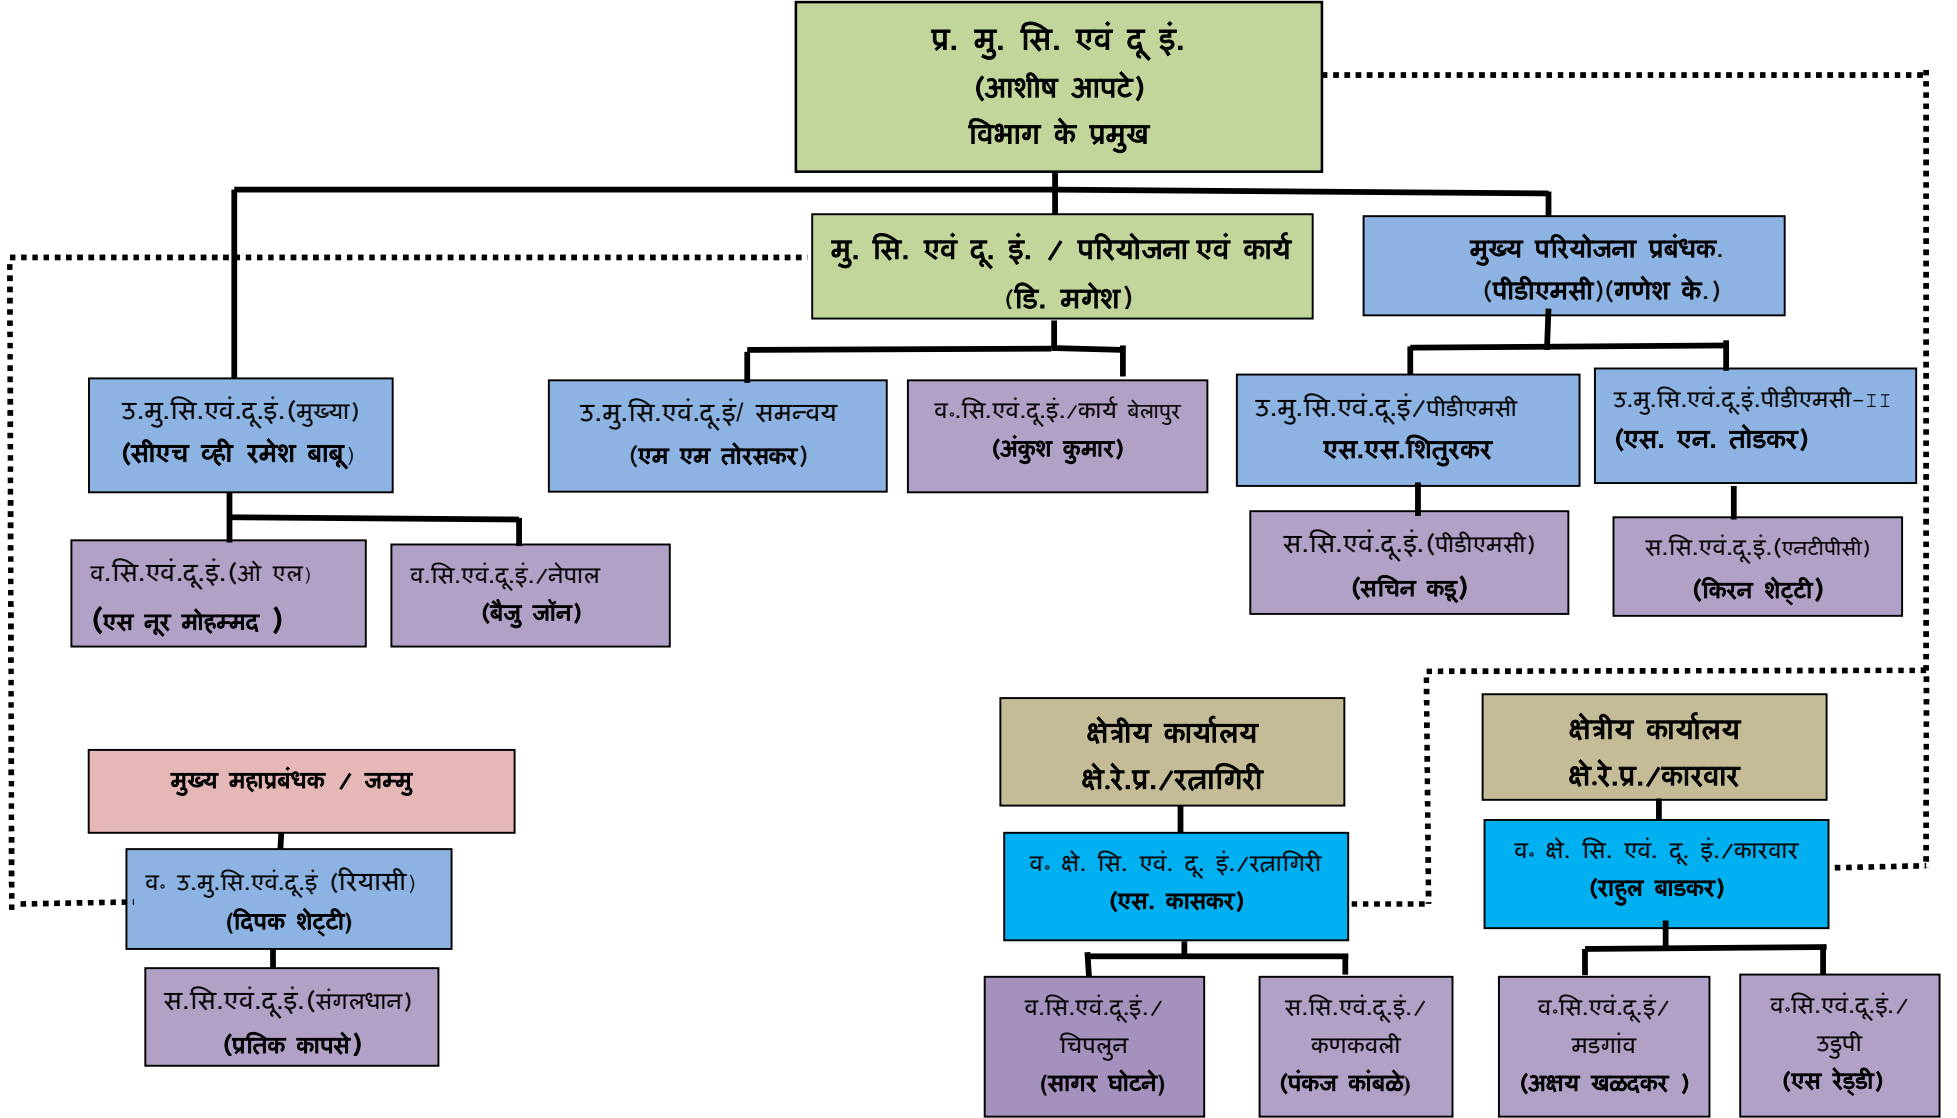 प्र. मु. सि. एवं दू इं.
(आशीष आपटे)
विभाग के प्रमुख
मु. सि. एवं दू. इं. / परियोजना एवं कार्य
(डि. मगेश)
मुख्य परियोजना प्रबंधक.
(पीडीएमसी)(गणेश के.)
उ.मु.सि.एवं.दू.इं.(मुख्या)
(सीएच व्ही रमेश बाबू)
उ.मु.सि.एवं.दू.इं/ समन्वय
(एम एम तोरसकर)
व॰सि.एवं.दू.इं./कार्य बेलापुर
(अंकुश कुमार)
उ.मु.सि.एवं.दू.इं/पीडीएमसी
एस.एस.शितुरकर
उ.मु.सि.एवं.दू.इं.पीडीएमसी-II
(एस. एन. तोडकर)
व.सि.एवं.दू.इं.(ओ एल)
(एस नूर मोहम्मद )
व.सि.एवं.दू.इं./नेपाल
(बैजु जॉन)
स.सि.एवं.दू.इं.(पीडीएमसी)
(सचिन कडू)
स.सि.एवं.दू.इं.(एनटीपीसी)
(किरन शेट्टी)
मुख्य महाप्रबंधक / जम्मु
व॰ उ.मु.सि.एवं.दू.इं (रियासी)
(दिपक शेट्टी)
स.सि.एवं.दू.इं.(संगलधान)
(प्रतिक कापसे)
क्षेत्रीय कार्यालय
क्षे.रे.प्र./रत्नागिरी
व॰ क्षे. सि. एवं. दू. इं./रत्नागिरी
(एस. कासकर)
व.सि.एवं.दू.इं./
चिपलुन
(सागर घोटने)
स.सि.एवं.दू.इं./
कणकवली
(पंकज कांबळे)
क्षेत्रीय कार्यालय
क्षे.रे.प्र./कारवार
व॰ क्षे. सि. एवं. दू. इं./कारवार
(राहुल बाडकर)
व॰सि.एवं.दू.इं/
मडगांव
(अक्षय खळदकर )
व॰सि.एवं.दू.इं./
उडुपी
(एस रेड्डी)